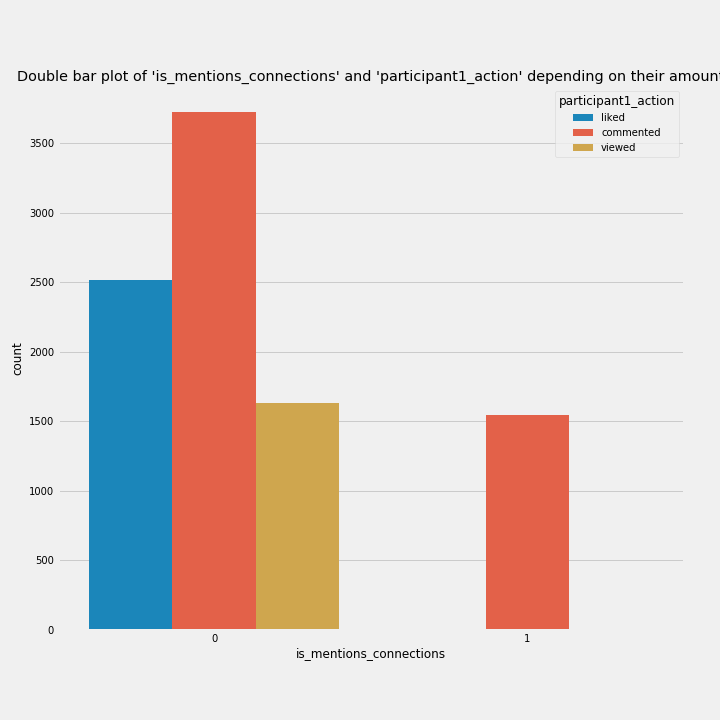 Double bar plot of 'is_mentions_connections' and 'participant1_action' depending on their amount
participant1_action
liked
commented
viewed
3500
3000
2500
2000
1500
1000
500
0
count
0 1
is_mentions_connections